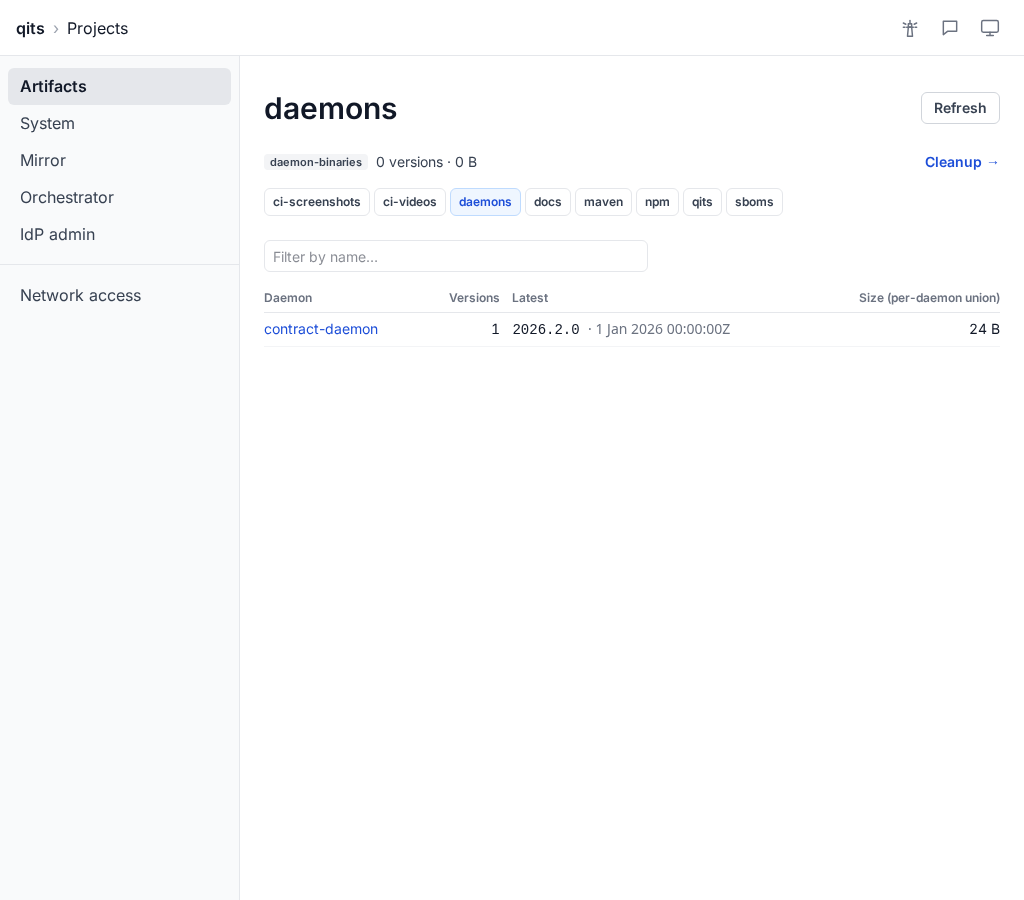 qits › Projects
Artifacts
System
Mirror
Orchestrator
IdP admin
Network access
daemons
Refresh
daemon-binaries 0 versions · 0 B
Cleanup →
ci-screenshots ci-videos daemons docs maven npm qits sboms
Filter by name...
Daemon Versions Latest Size (per-daemon union)
contract-daemon 1 2026.2.0 · 1 Jan 2026 00:00:00Z 24 B